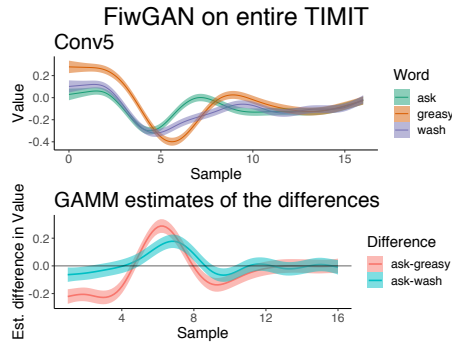 FiwGAN on entire TIMIT
Conv5
Value
0.2
0.0
-0.2
-0.4
0
5
10
15
Sample
Word
ask
greasy
wash
GAMM estimates of the differences
Est. difference in Value
0.2
0.0
-0.2
4
8
12
16
Sample
Difference
ask-greasy
ask-wash